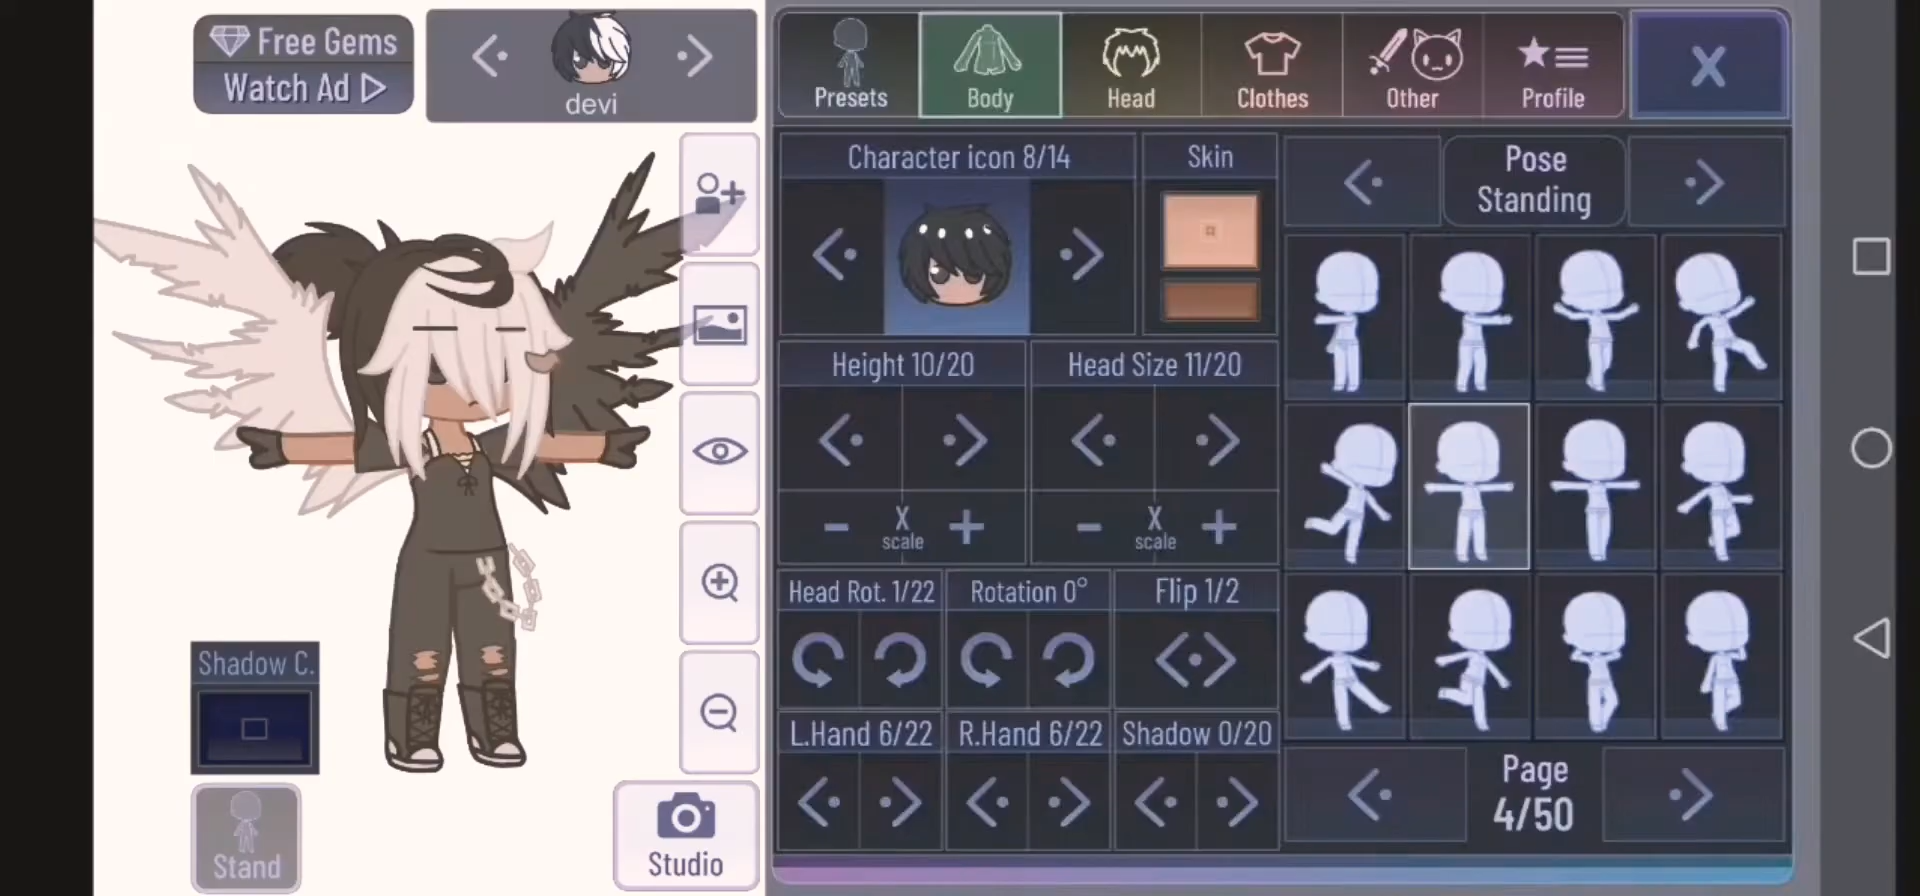 Free Gems
Watch Ad
devi
Presets
Body
Head
Clothes
Other
Profile
X
Character icon 8/14
Skin
Pose
Standing
Height 10/20
Head Size 11/20
X
scale
X
scale
Head Rot. 1/22
Rotation 0°
Flip 1/2
Shadow C.
L.Hand 6/22
R.Hand 6/22
Shadow 0/20
Page
4/50
Stand
Studio